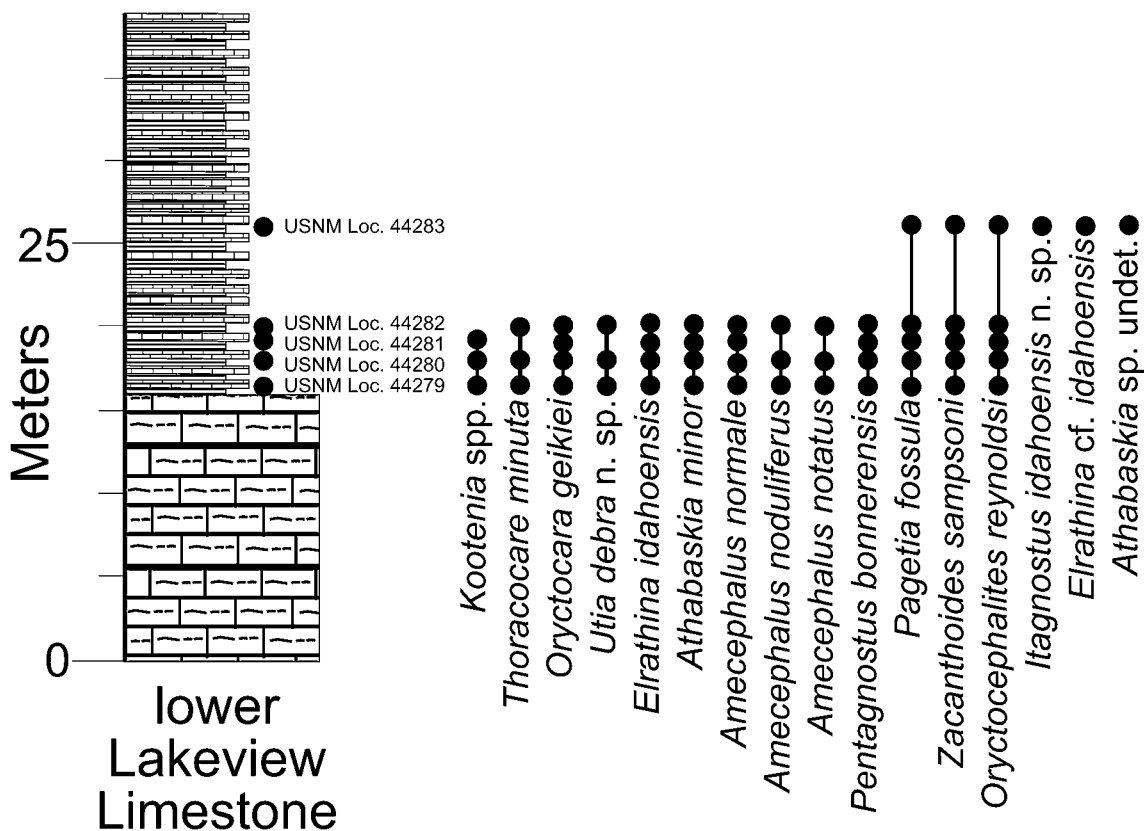 USNM Loc. 44283
25
USNM Loc. 44282
USNM Loc. 44281
USNM Loc. 44280
USNM Loc. 44279
Meters
0
lower
Lakeview
Limestone
Kootenia spp.
Thoracocare minuta
Oryctocara geikiei
Utia debra n. sp.
Elrathina idahoensis
Athabaskia minor
Amecephalus normale
Amecephalus noduliferus
Amecephalus notatus
Pentagnostus bonnerensis
Pagetia fossula
Zacanthoides sampsoni
Oryctocephalites reynoldsi
Itagnostus idahoensis n. sp.
Elrathina cf. idahoensis
Athabaskia sp. undet.